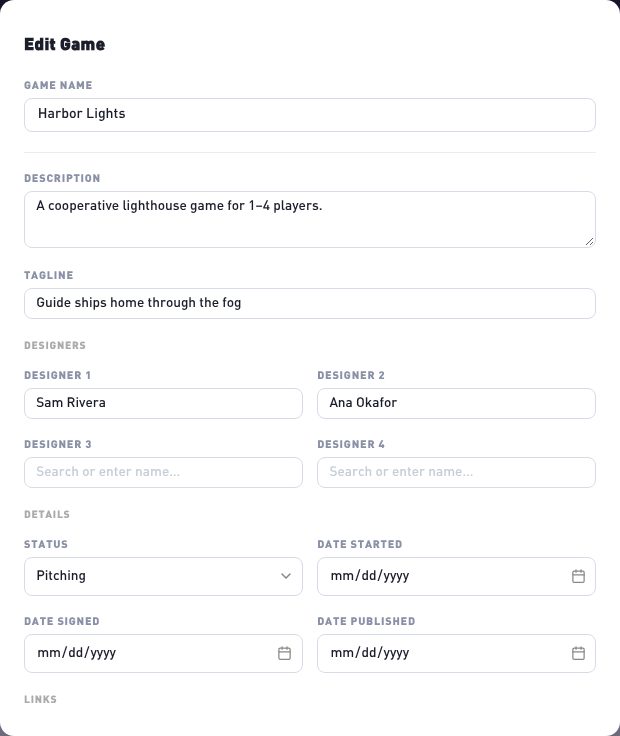 Edit Game
GAME NAME
Harbor Lights
DESCRIPTION
A cooperative lighthouse game for 1–4 players.
TAGLINE
Guide ships home through the fog
DESIGNERS
DESIGNER 1
DESIGNER 2
Sam Rivera
Ana Okafor
DESIGNER 3
DESIGNER 4
Search or enter name...
Search or enter name...
DETAILS
STATUS
DATE STARTED
Pitching
mm/dd/yyyy
DATE SIGNED
DATE PUBLISHED
mm/dd/yyyy
mm/dd/yyyy
LINKS